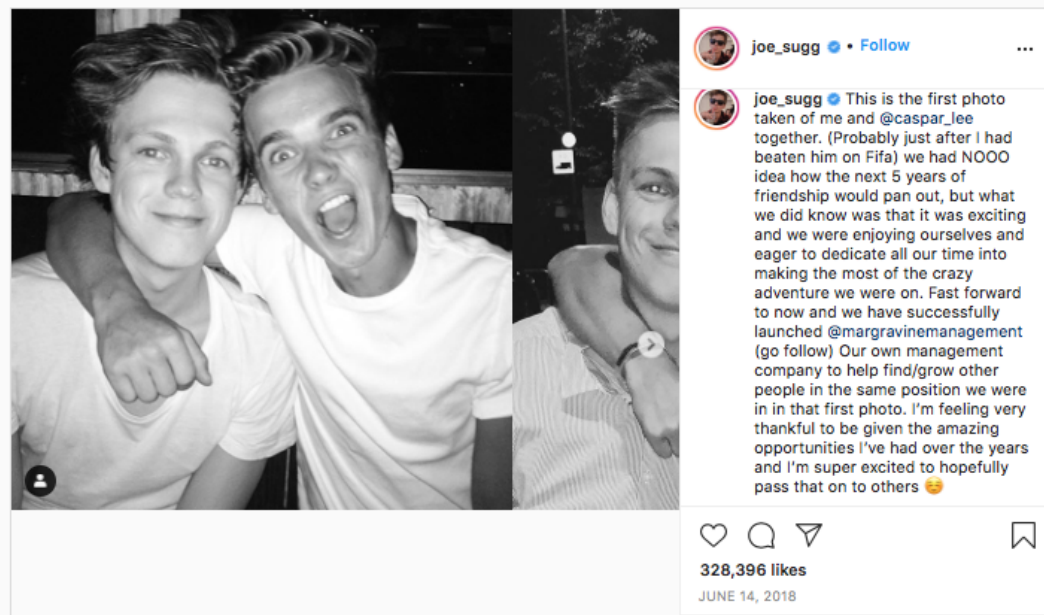 joe_sugg • Follow
joe_sugg This is the first photo
taken of me and @caspar_lee
together. (Probably just after I had
beaten him on Fifa) we had NOOO
idea how the next 5 years of
friendship would pan out, but what
we did know was that it was exciting
and we were enjoying ourselves and
eager to dedicate all our time into
making the most of the crazy
adventure we were on. Fast forward
to now and we have successfully
launched @margravinemanagement
(go follow) Our own management
company to help find/grow other
people in the same position we were
in in that first photo. I'm feeling very
thankful to be given the amazing
opportunities I've had over the years
and I'm super excited to hopefully
pass that on to others ☺️
328,396 likes
JUNE 14, 2018